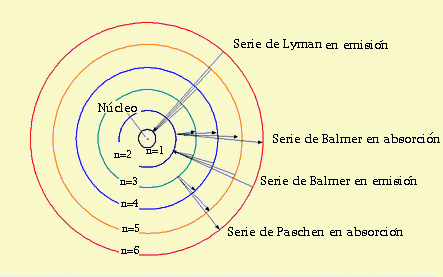 Serie de Lyman en emisión
Núcleo
Serie de Balmer en absorción
n=1
n=2
n=3
Serie de Balmer en emisión
n=4
n=5
Serie de Paschen en absorción
n=6